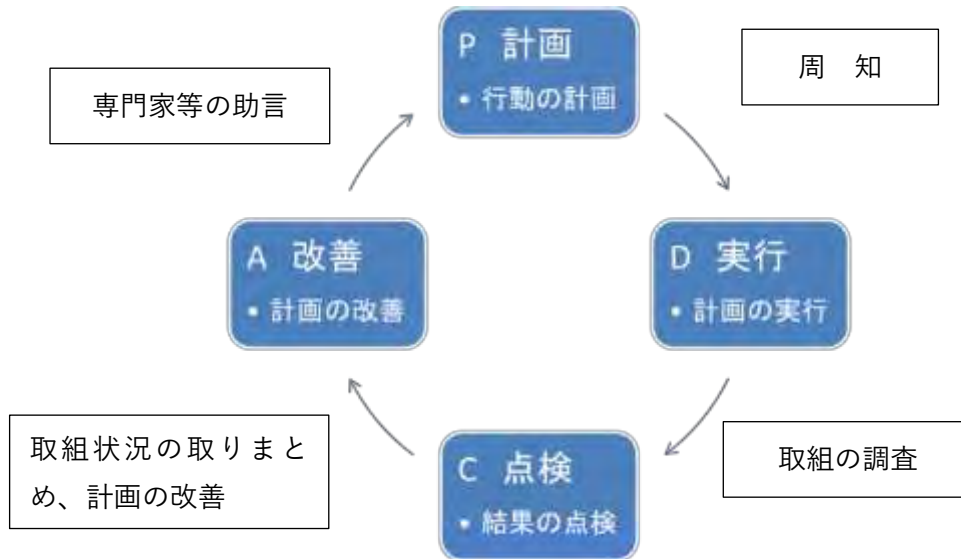 P 計画
• 行動の計画
周 知
専門家等の助言
A 改善
• 計画の改善
D 実行
• 計画の実行
取組状況の取りまと
め、計画の改善
C 点検
• 結果の点検
取組の調査